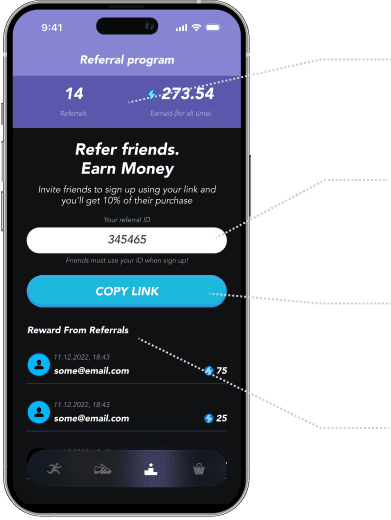 9:41
Referral program
14 273.54
Referrals Earned (for all time)
Refer friends.
Earn Money
Invite friends to sign up using your link and
you'll get 10% of their purchase
Your referral ID
345465
Friends must use your ID when sign up!
COPY LINK
Reward From Referrals
11.12.2022, 18:43
some@email.com 75
11.12.2022, 18:43
some@email.com 25